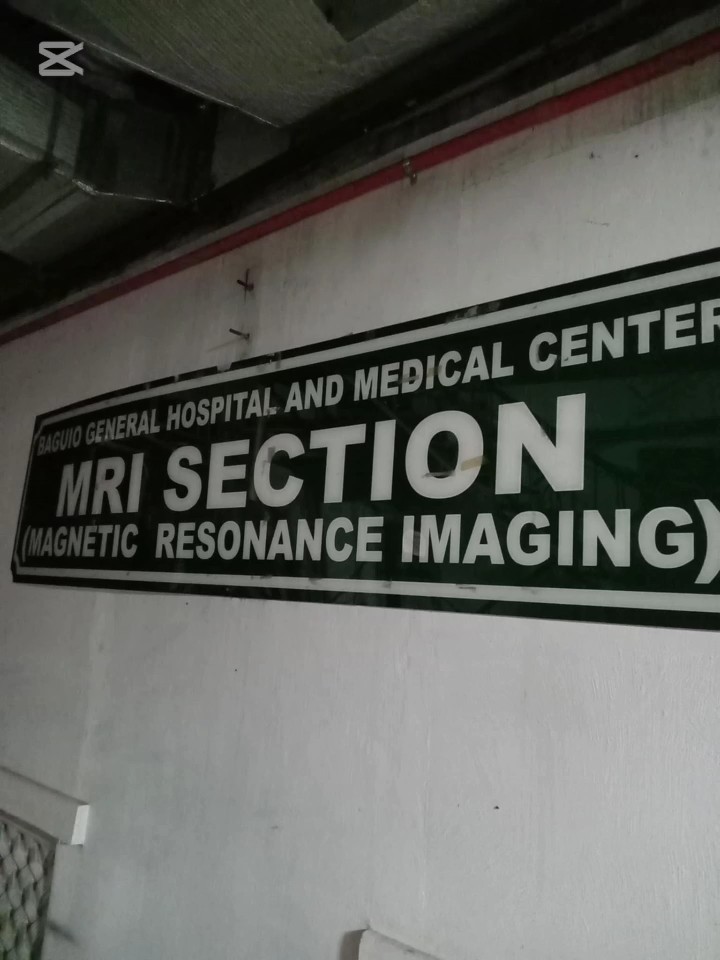 BAGUIO GENERAL HOSPITAL AND MEDICAL CENTER
MRI SECTION
(MAGNETIC RESONANCE IMAGING)